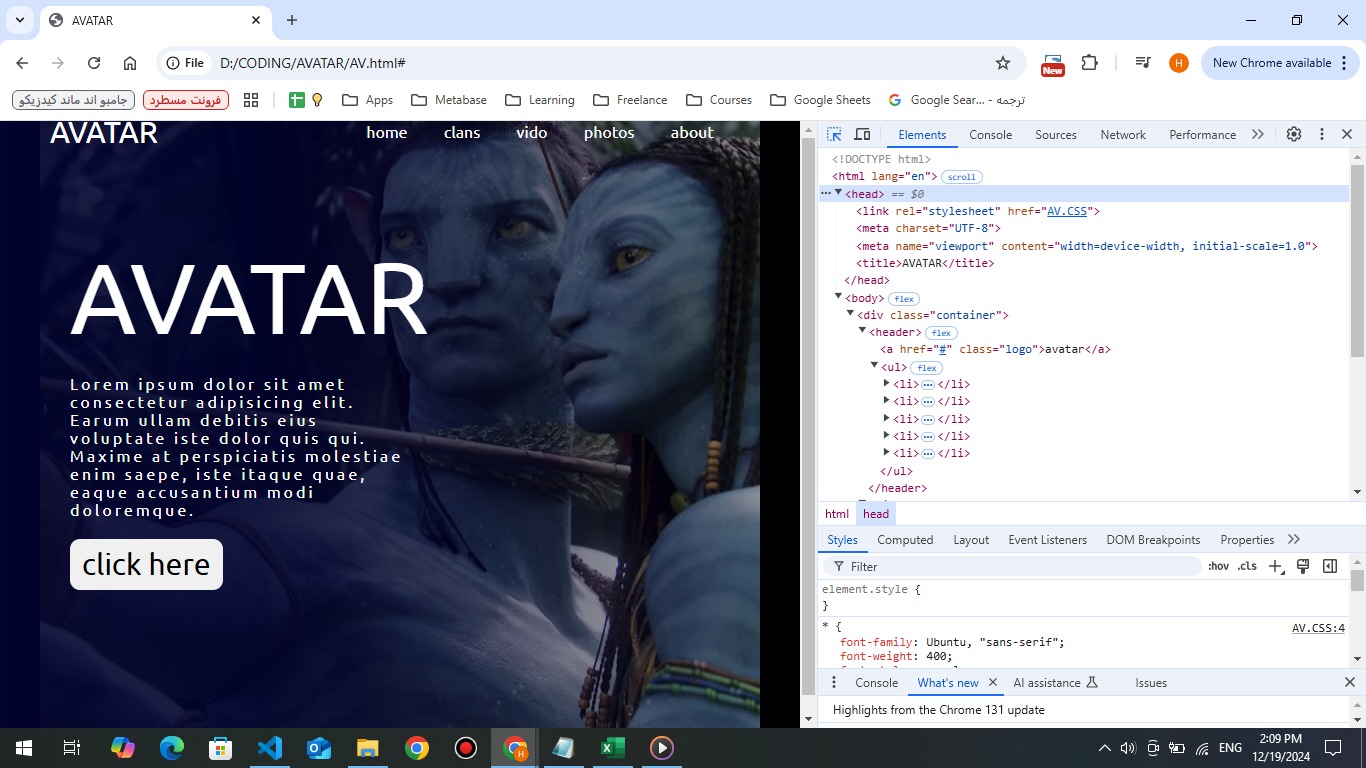 AVATAR
File
D:/CODING/AVATAR/AV.html#
New
H
New Chrome available
جامبو اند ماند كيدزيكو
فرونت مسطرد
Apps
Metabase
Learning
Freelance
Courses
Google Sheets
Google Sear... - ترجمه
AVATAR
home
clans
vido
photos
about
AVATAR
Lorem ipsum dolor sit amet
consectetur adipisicing elit.
Earum ullam debitis eius
voluptate iste dolor quis qui.
Maxime at perspiciatis molestiae
enim saepe, iste itaque quae,
eaque accusantium modi
doloremque.
click here
Elements
Console
Sources
Network
Performance
<!DOCTYPE html>
<html lang="en"> scroll
<head> == $0
<link rel="stylesheet" href="AV.CSS">
<meta charset="UTF-8">
<meta name="viewport" content="width=device-width, initial-scale=1.0">
<title>AVATAR</title>
</head>
<body> flex
<div class="container">
<header> flex
<a href="#" class="logo">avatar</a>
<ul> flex
<li> </li>
<li> </li>
<li> </li>
<li> </li>
<li> </li>
</ul>
</header>
html head
Styles
Computed
Layout
Event Listeners
DOM Breakpoints
Properties
Filter
:hov .cls
element.style {
}
* {
AV.CSS:4
font-family: Ubuntu, "sans-serif";
font-weight: 400;
Console
What's new
AI assistance
Issues
Highlights from the Chrome 131 update
H
ENG
2:09 PM
12/19/2024